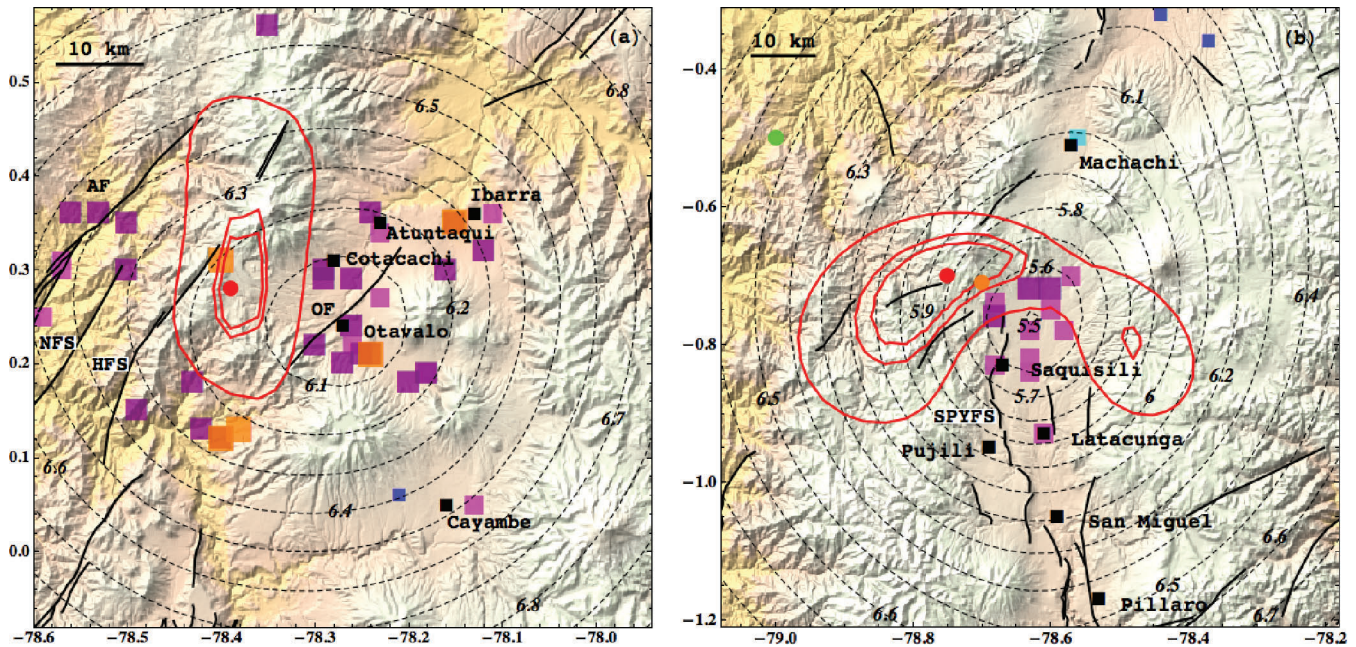 10 km
(a)
0.5
6.5
6.8
0.4
AF
6.3
Ibarra
Atuntaqui
0.3
Cotacachi
OF
6.2
Otavalo
NFS
0.2
HFS
6.1
6.7
0.1
6.6
6.4
Cayambe
0.0
6.8
−78.6
−78.5
−78.4
−78.3
−78.2
−78.1
−78.0
10 km
(b)
−0.4
6.1
Machachi
6.3
−0.6
5.8
5.6
5.9
6.4
5.5
−0.8
Saquisili
6.2
6.5
5.7
6
SPYFS
Latacunga
Pujili
−1.0
San Miguel
6.6
6.5
6.6
Pillaro
6.7
−1.2
−79.0
−78.8
−78.6
−78.4
−78.2